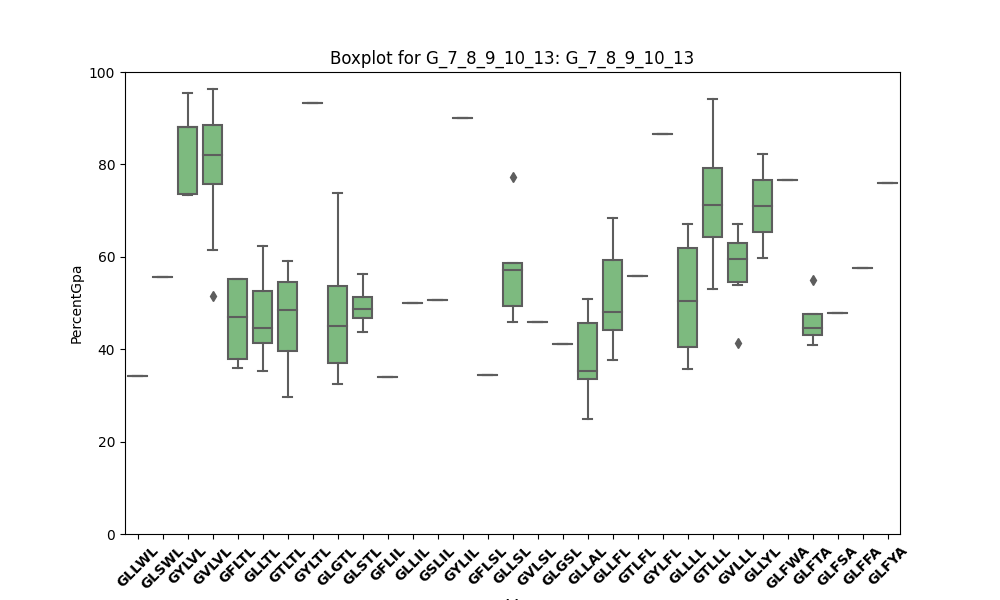 Boxplot for G_7_8_9_10_13: G_7_8_9_10_13
100
80
60
40
20
0
PercentGpa
GLLWL
GLSWL
GYLVL
GVLVL
GFLTL
GLLTL
GTLTL
GYLTL
GLGTL
GLSTL
GFLIL
GLLIL
GSLIL
GYLIL
GFLSL
GLLSL
GVLSL
GLGSL
GLLAL
GLLFL
GTLFL
GYLFL
GLLLL
GTLLL
GVLLL
GLLYL
GLFWA
GLFTA
GLFSA
GLFFA
GLFYA